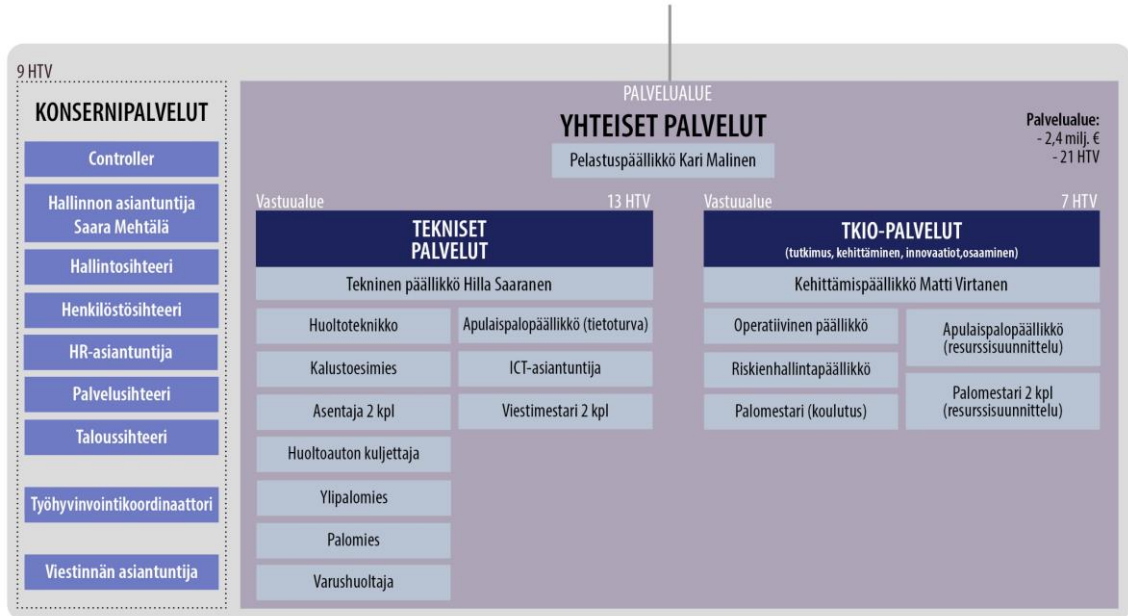 9 HTV
KONSERNIPALVELUT
Controller
Hallinnon asiantuntija
Saara Mehtälä
Hallintosihteeri
Henkilöstösihteeri
HR-asiantuntija
Palvelusihteeri
Taloussihteeri
Työhyvinvointikoordinaattori
Viestinnän asiantuntija
PALVELUALUE
YHTEISET PALVELUT
Pelastuspäällikkö Kari Malinen
Palvelualue:
- 2,4 milj. €
- 21 HTV
Vastuualue 13 HTV
TEKNISET
PALVELUT
Tekninen päällikkö Hilla Saaranen
Huoltoteknikko
Kalustoesimies
Asentaja 2 kpl
Huoltoauton kuljettaja
Ylipalomies
Palomies
Varushuoltaja
Apulaispalopäällikkö (tietoturva)
ICT-asiantuntija
Viestimestari 2 kpl
Vastuualue 7 HTV
TKIO-PALVELUT
(tutkimus, kehittäminen, innovaatiot,osaaminen)
Kehittämispäällikkö Matti Virtanen
Operatiivinen päällikkö
Riskienhallintapäällikkö
Palomestari (koulutus)
Apulaispalopäällikkö
(resurssisuunnittelu)
Palomestari 2 kpl
(resurssisuunnittelu)